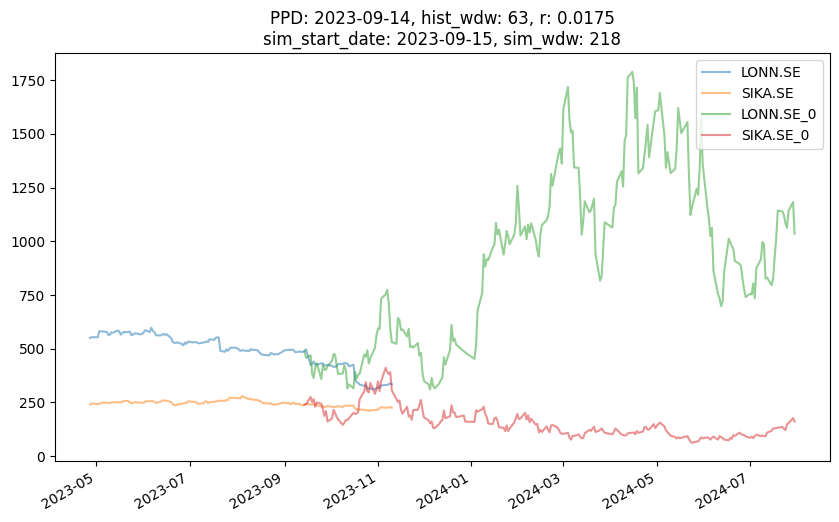 PPD: 2023-09-14, hist_wdw: 63, r: 0.0175
sim_start_date: 2023-09-15, sim_wdw: 218
LONN.SE
SIKA.SE
LONN.SE_0
SIKA.SE_0
1750
1500
1250
1000
750
500
250
0
2023-05
2023-07
2023-09
2023-11
2024-01
2024-03
2024-05
2024-07